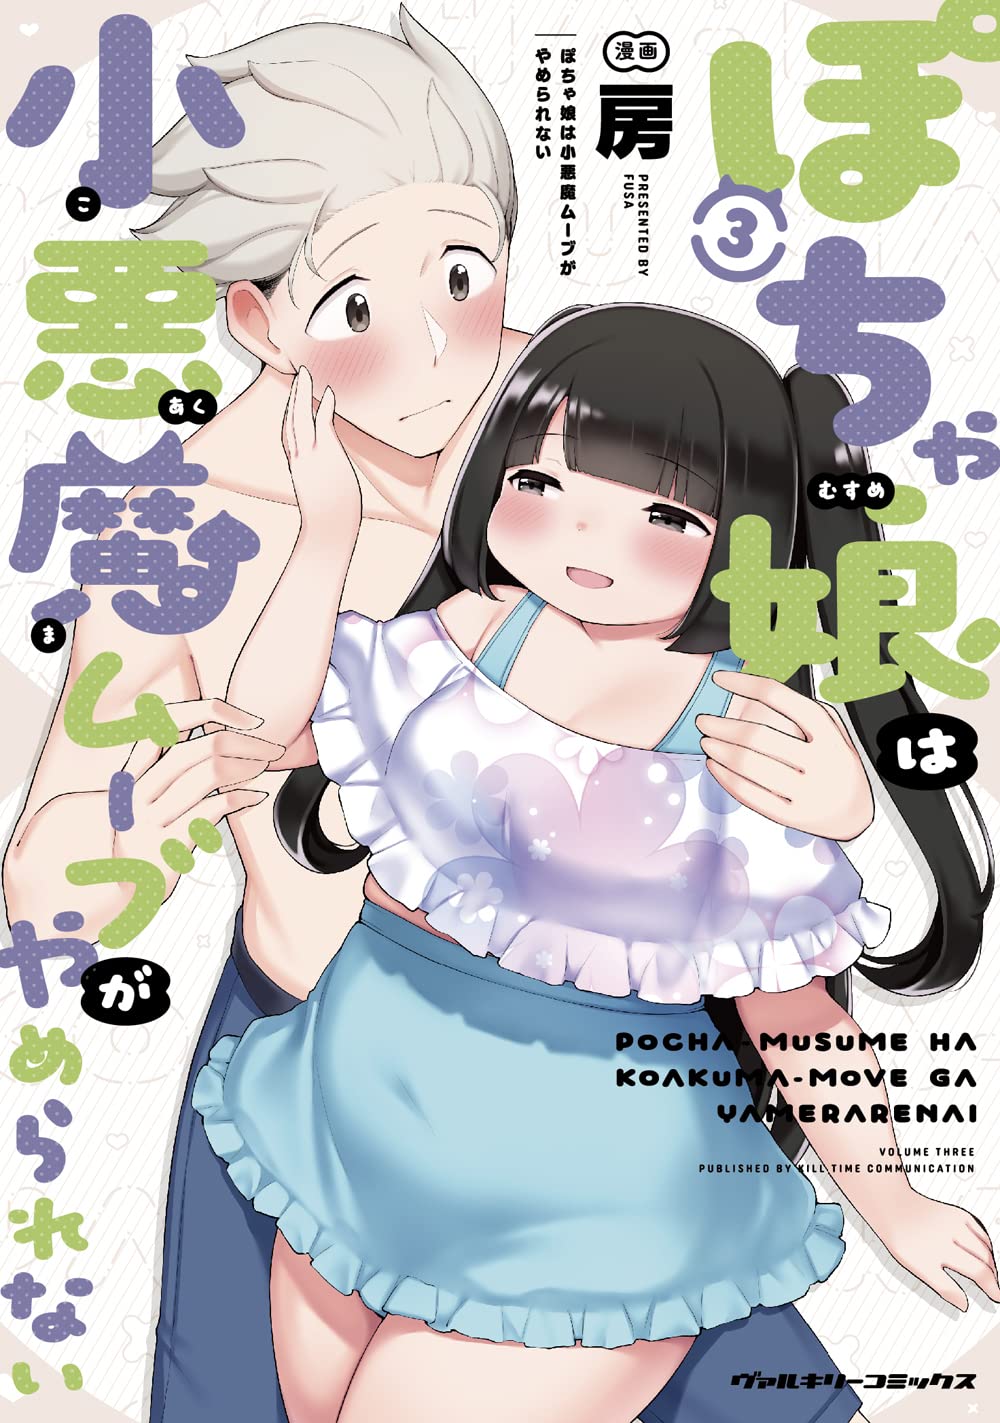 ぽちゃ娘は
むすめ
3
漫画
房
PRESENTED BY
FUSA
ぽちゃ娘は小悪魔ムーブが
やめられない
小悪魔ムーブが
こ
あく
ま
やめられない
POCHA-MUSUME HA
KOAKUMA-MOVE GA
YAMERARENAI
VOLUME THREE
PUBLISHED BY KILL TIME COMMUNICATION
ヴァルキリーコミックス